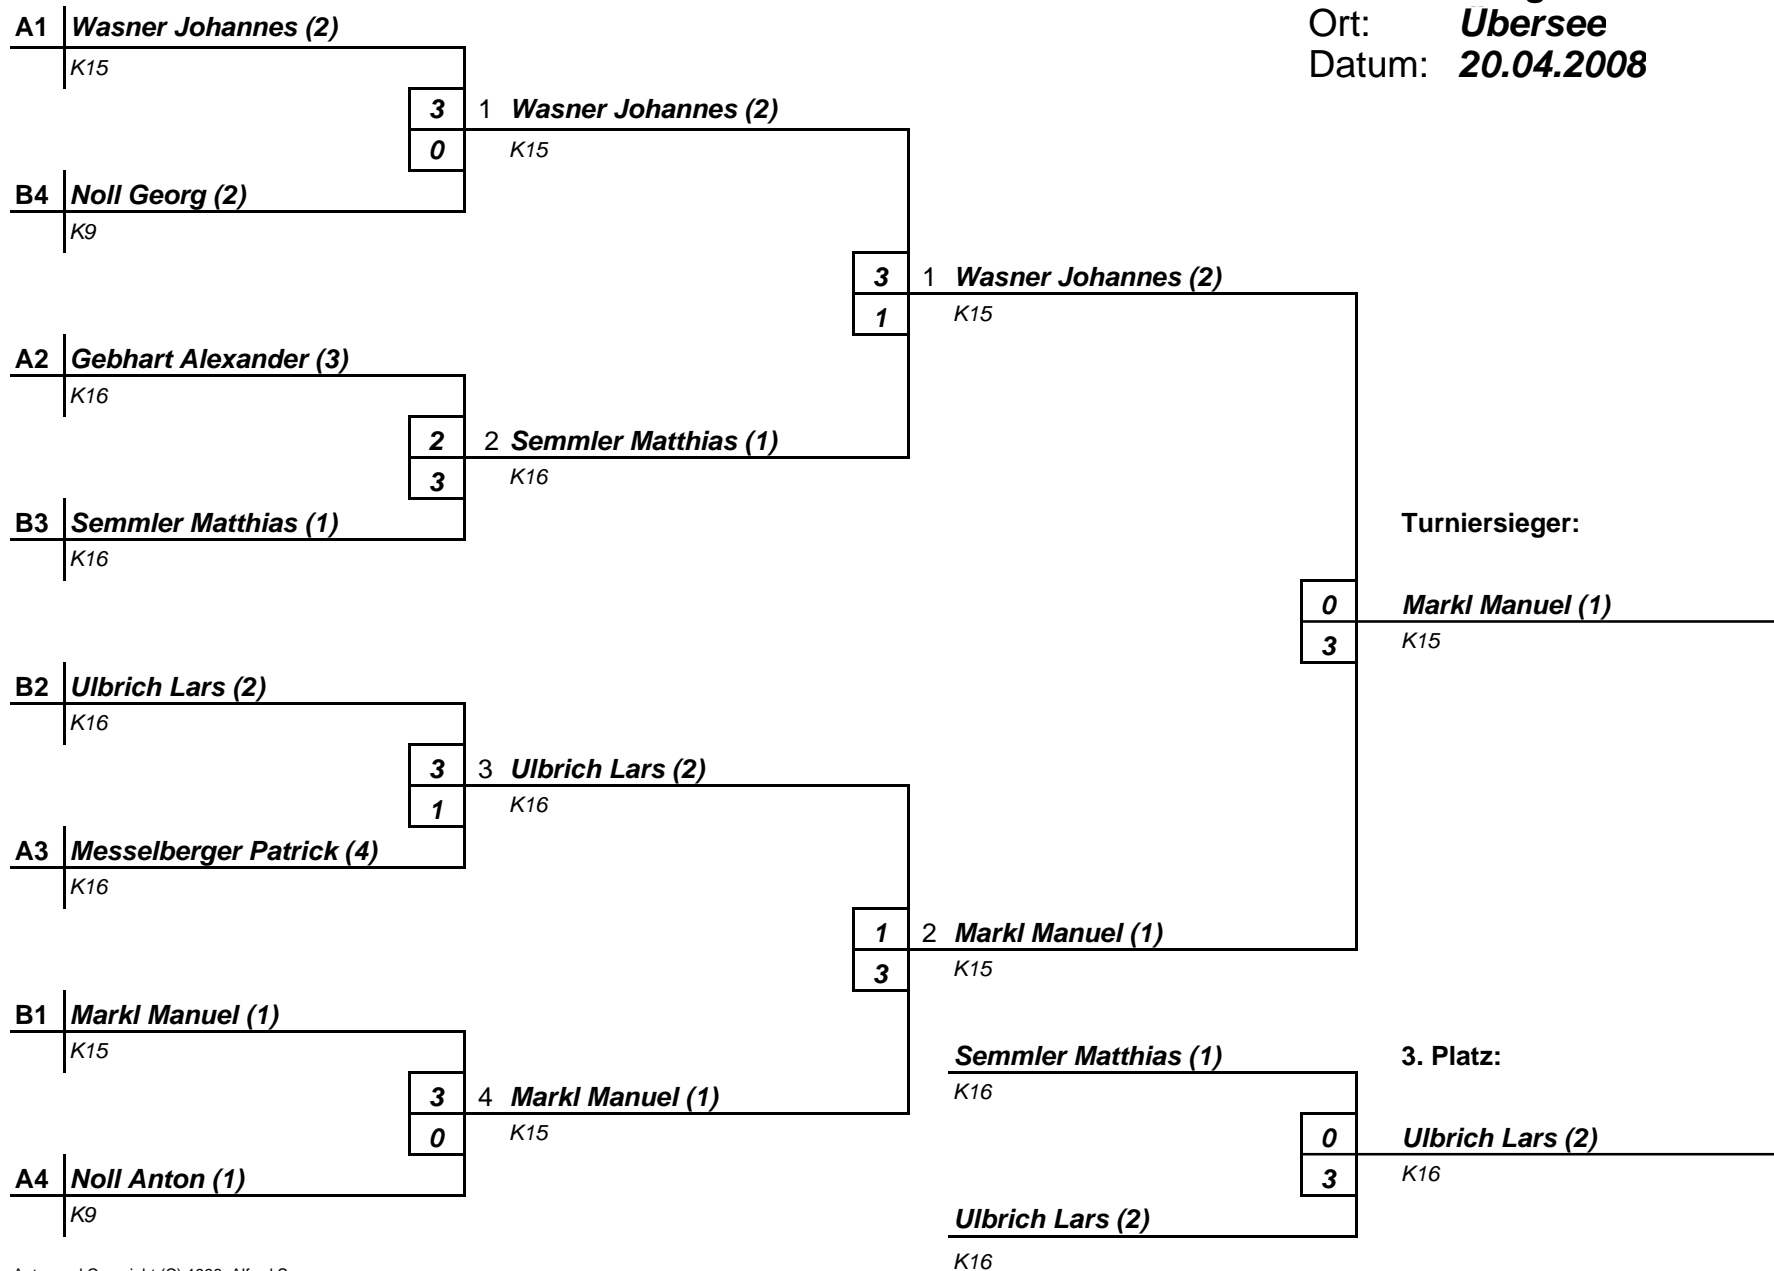 Ort: Übersee
Datum: 20.04.2008
A1 Wasner Johannes (2)
K15
3 1 Wasner Johannes (2)
0 K15
B4 Noll Georg (2)
K9
3 1 Wasner Johannes (2)
1 K15
A2 Gebhart Alexander (3)
K16
2 2 Semmler Matthias (1)
3 K16
B3 Semmler Matthias (1)
K16
Turniersieger:
0 Markl Manuel (1)
3 K15
B2 Ulbrich Lars (2)
K16
3 3 Ulbrich Lars (2)
1 K16
A3 Messelberger Patrick (4)
K16
1 2 Markl Manuel (1)
3 K15
B1 Markl Manuel (1)
K15
Semmler Matthias (1) 3. Platz:
K16
3 4 Markl Manuel (1)
0 K15
0 Ulbrich Lars (2)
3 K16
A4 Noll Anton (1)
K9
Ulbrich Lars (2)
K16